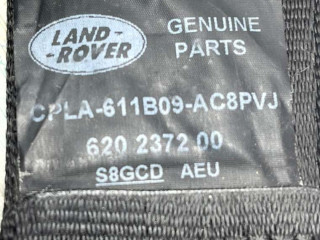 LAND-
-ROVER
GENUINE
PARTS
CPLA-611B09-AC8PVJ
620 2372 00
S8GCD AEU